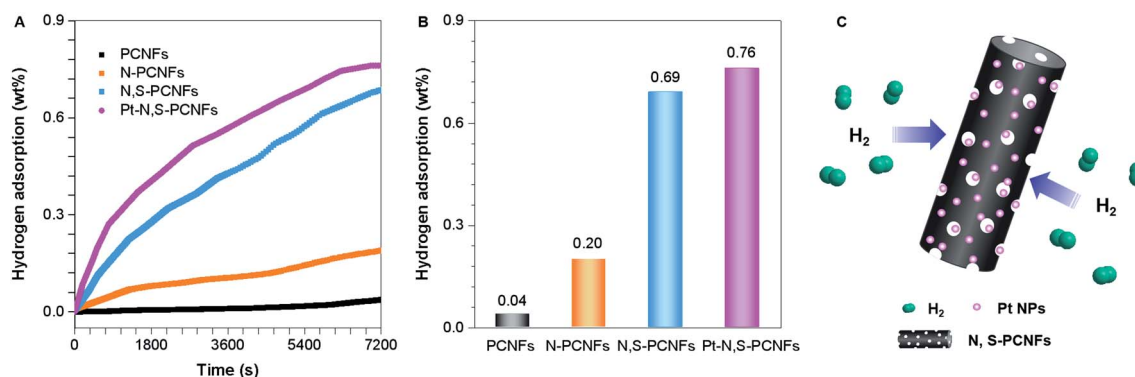 A
Hydrogen adsorption (wt%)
0.9
0.6
0.3
0.0
PCNFs
N-PCNFs
N,S-PCNFs
Pt-N,S-PCNFs
0 1800 3600 5400 7200
Time (s)
B
Hydrogen adsorption (wt%)
0.9
0.6
0.3
0.0
0.04
0.20
0.69
0.76
PCNFs N-PCNFs N,S-PCNFs Pt-N,S-PCNFs
C
H2
H2
H2 Pt NPs
N, S-PCNFs